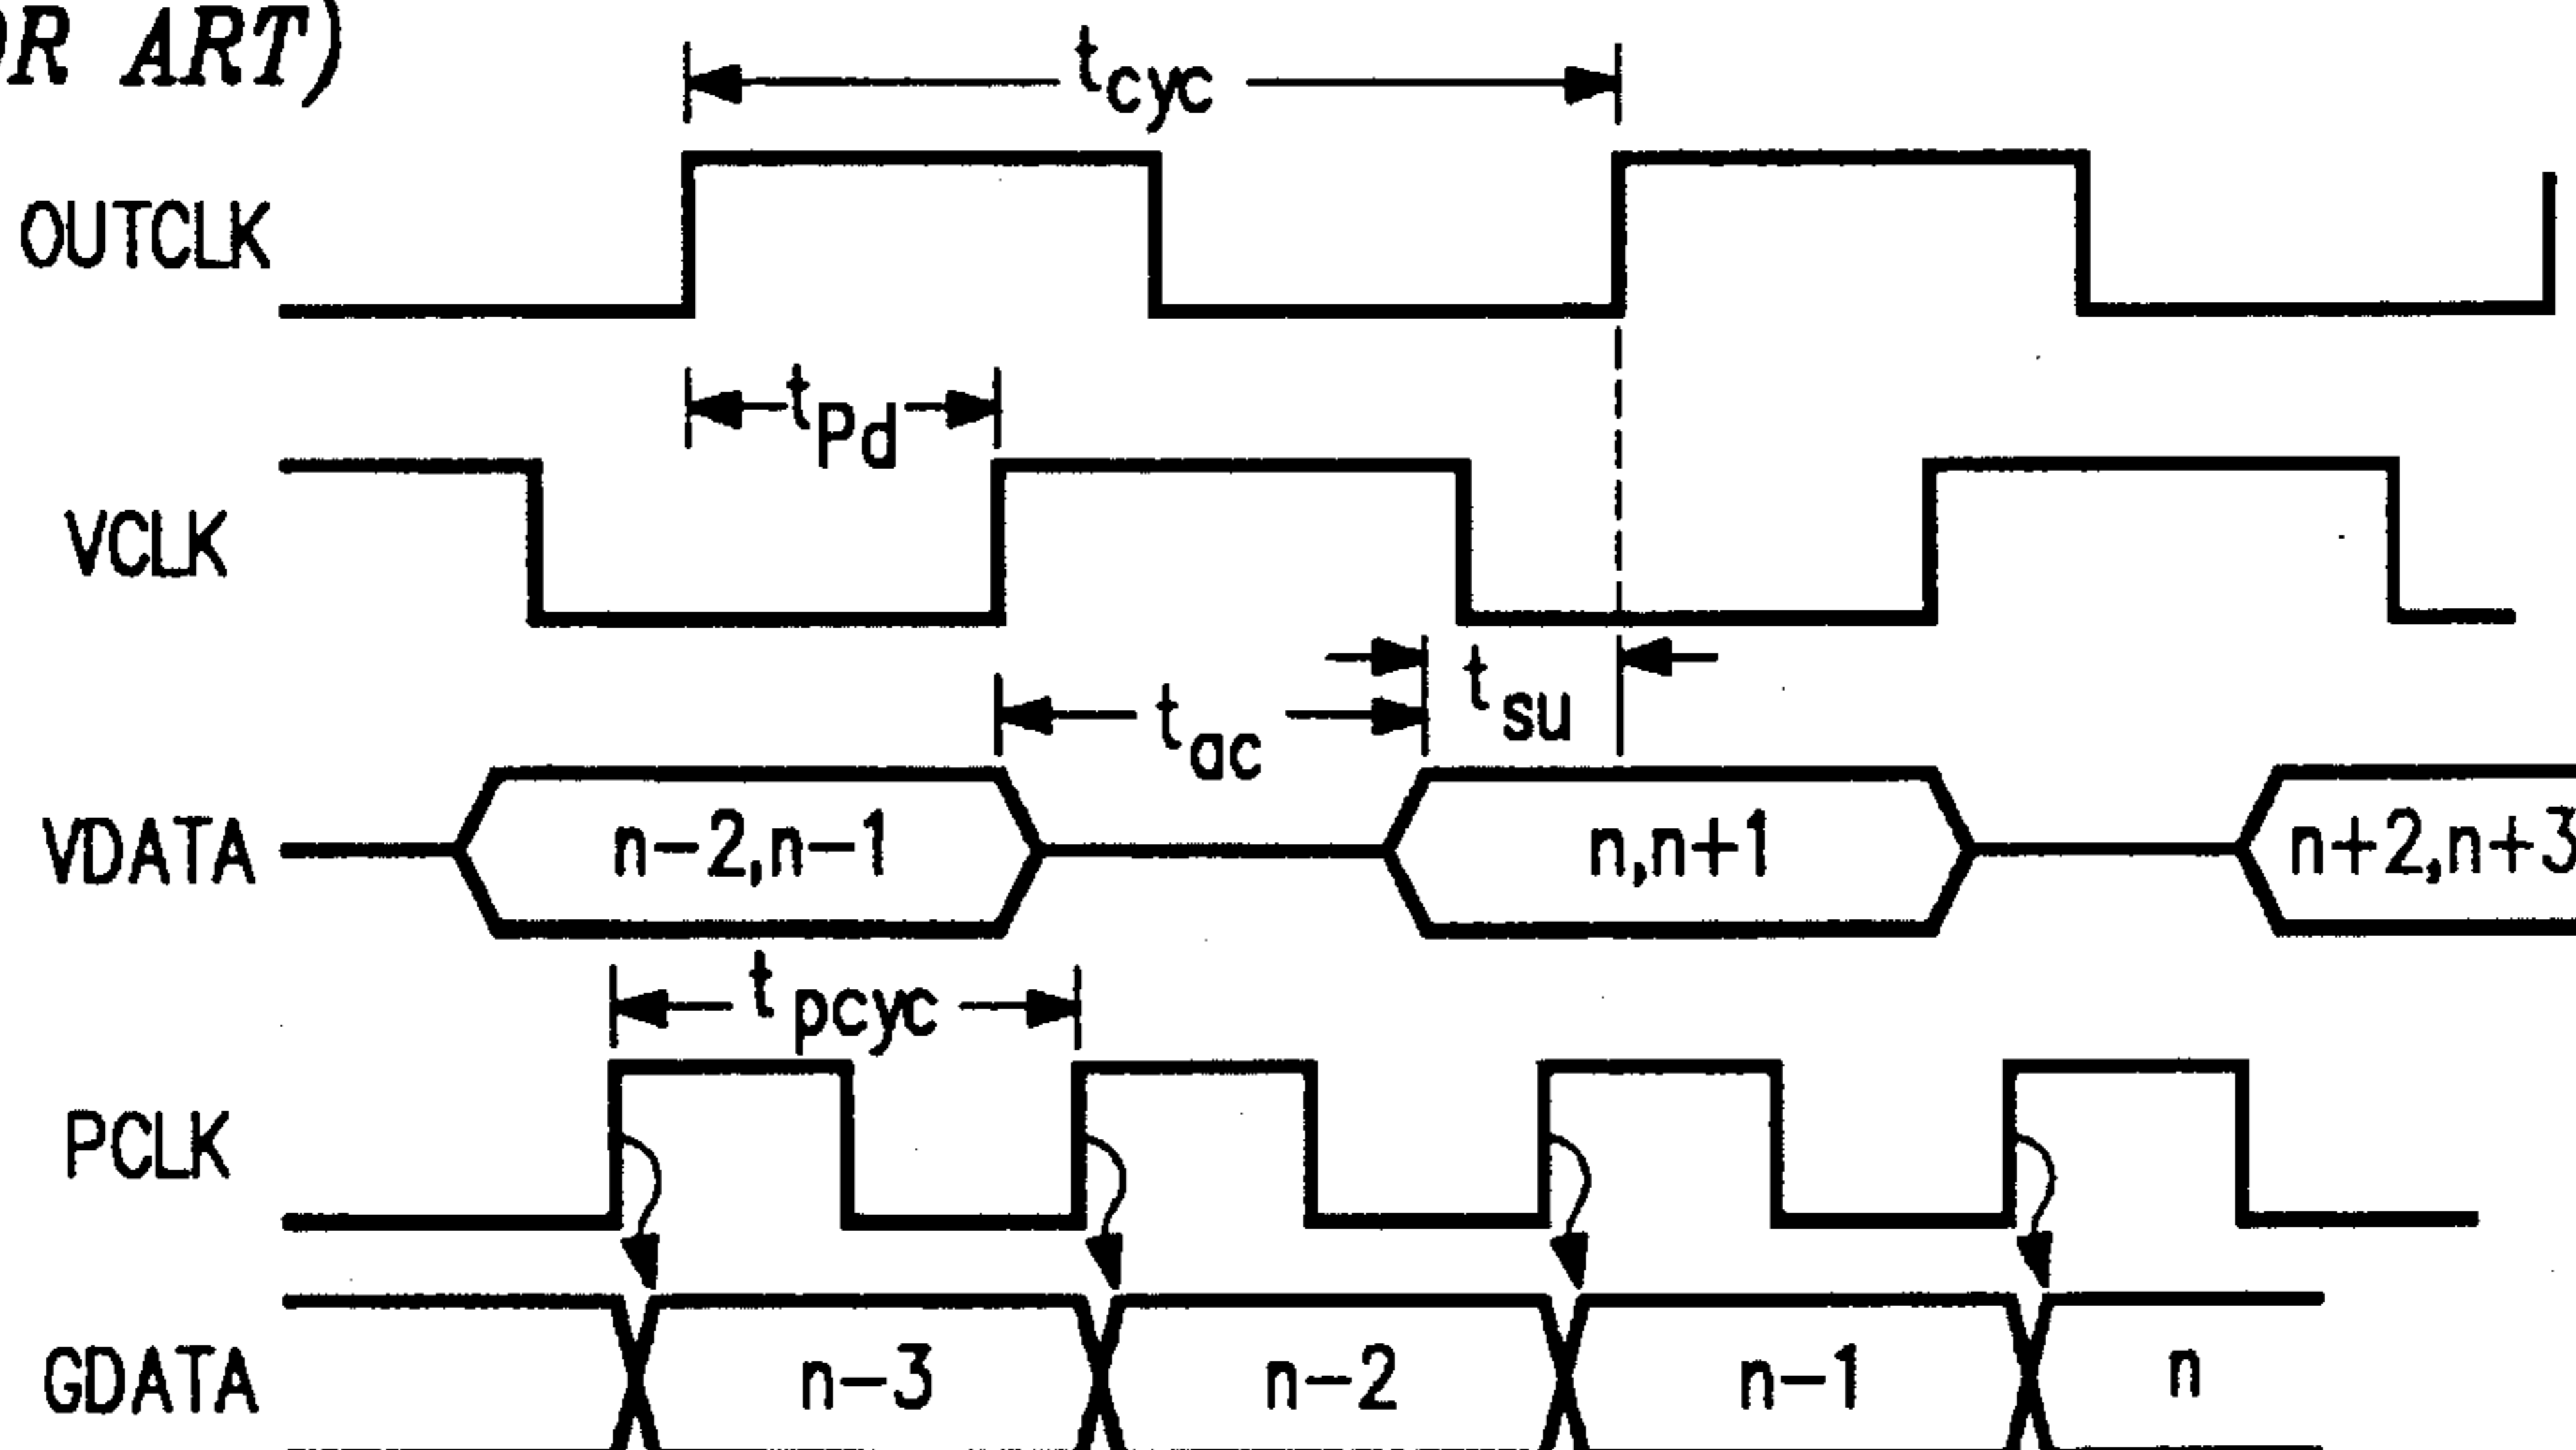 ART)
tcyc
OUTCLK
tPd
VCLK
tsu
tac
VDATA n-2,n-1 n,n+1 n+2,n+3
tpcyc
PCLK
GDATA n-3 n-2 n-1 n